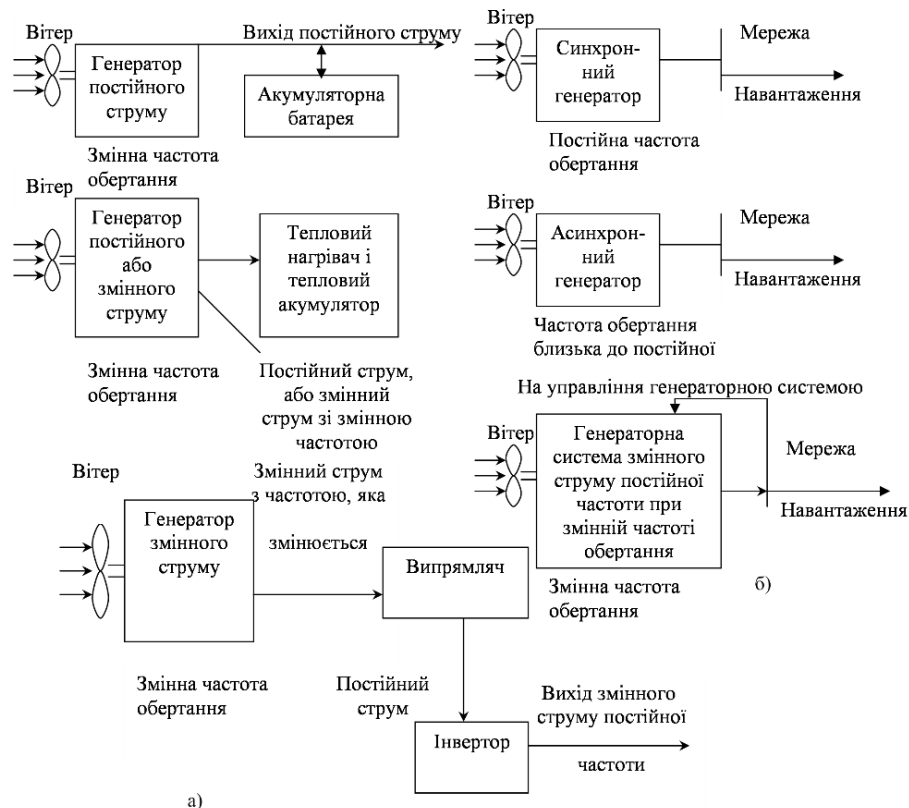 Вітер
Генератор
постійного
струму
Вихід постійного струму
Акумуляторна
батарея
Змінна частота
обертання
Вітер
Генератор
постійного
або
змінного
струму
Тепловий
нагрівач і
тепловий
акумулятор
Змінна частота
обертання
Постійний струм,
або змінний
струм зі змінною
частотою
Вітер
Генератор
змінного
струму
Змінний струм
з частотою, яка
змінюється
Випрямляч
Змінна частота
обертання
Постійний
струм
Інвертор
Вихід змінного
струму постійної
частоти
а)
Вітер
Синхрон-
ний
генератор
Мережа
Навантаження
Постійна частота
обертання
Вітер
Асинхрон-
ний
генератор
Мережа
Навантаження
Частота обертання
близька до постійної
На управління генераторною системою
Вітер
Генераторна
система змінного
струму постійної
частоти при
змінній частоті
обертання
Мережа
Навантаження
Змінна частота
обертання
б)